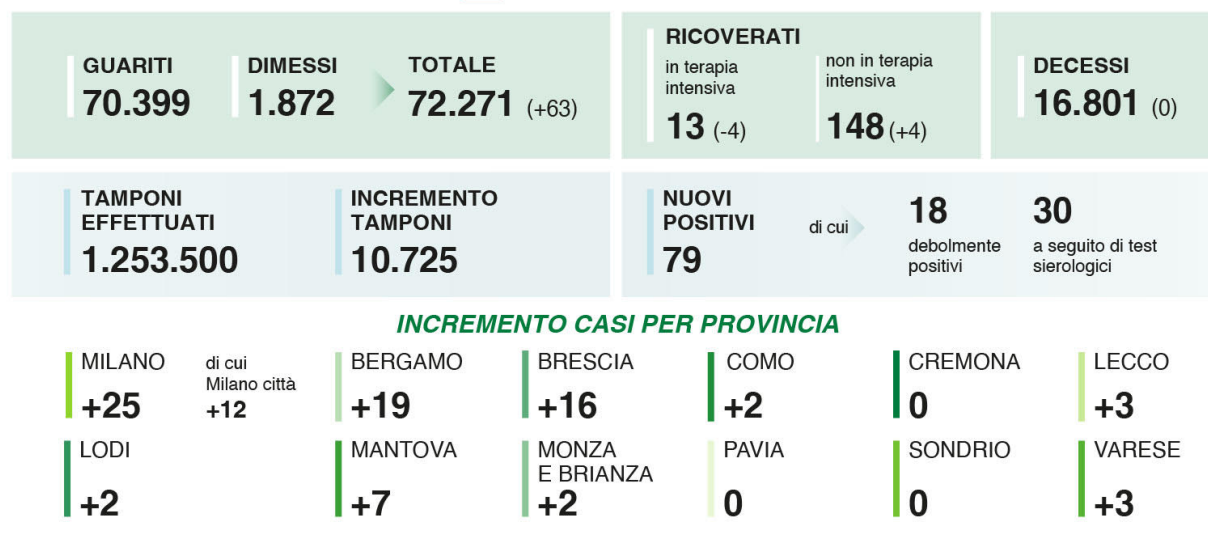 GUARITI
70.399
DIMESSI
1.872
TOTALE
72.271 (+63)
RICOVERATI
in terapia
intensiva
13 (-4)
non in terapia
intensiva
148 (+4)
DECESSI
16.801 (0)
TAMPONI
EFFETTUATI
1.253.500
INCREMENTO
TAMPONI
10.725
NUOVI
POSITIVI
79
di cui
18
debolmente
positivi
30
a seguito di test
sierologici
INCREMENTO CASI PER PROVINCIA
MILANO
+25
di cui
Milano città
+12
BERGAMO
+19
BRESCIA
+16
COMO
+2
CREMONA
0
LECCO
+3
LODI
+2
MANTOVA
+7
MONZA
E BRIANZA
+2
PAVIA
0
SONDRIO
0
VARESE
+3